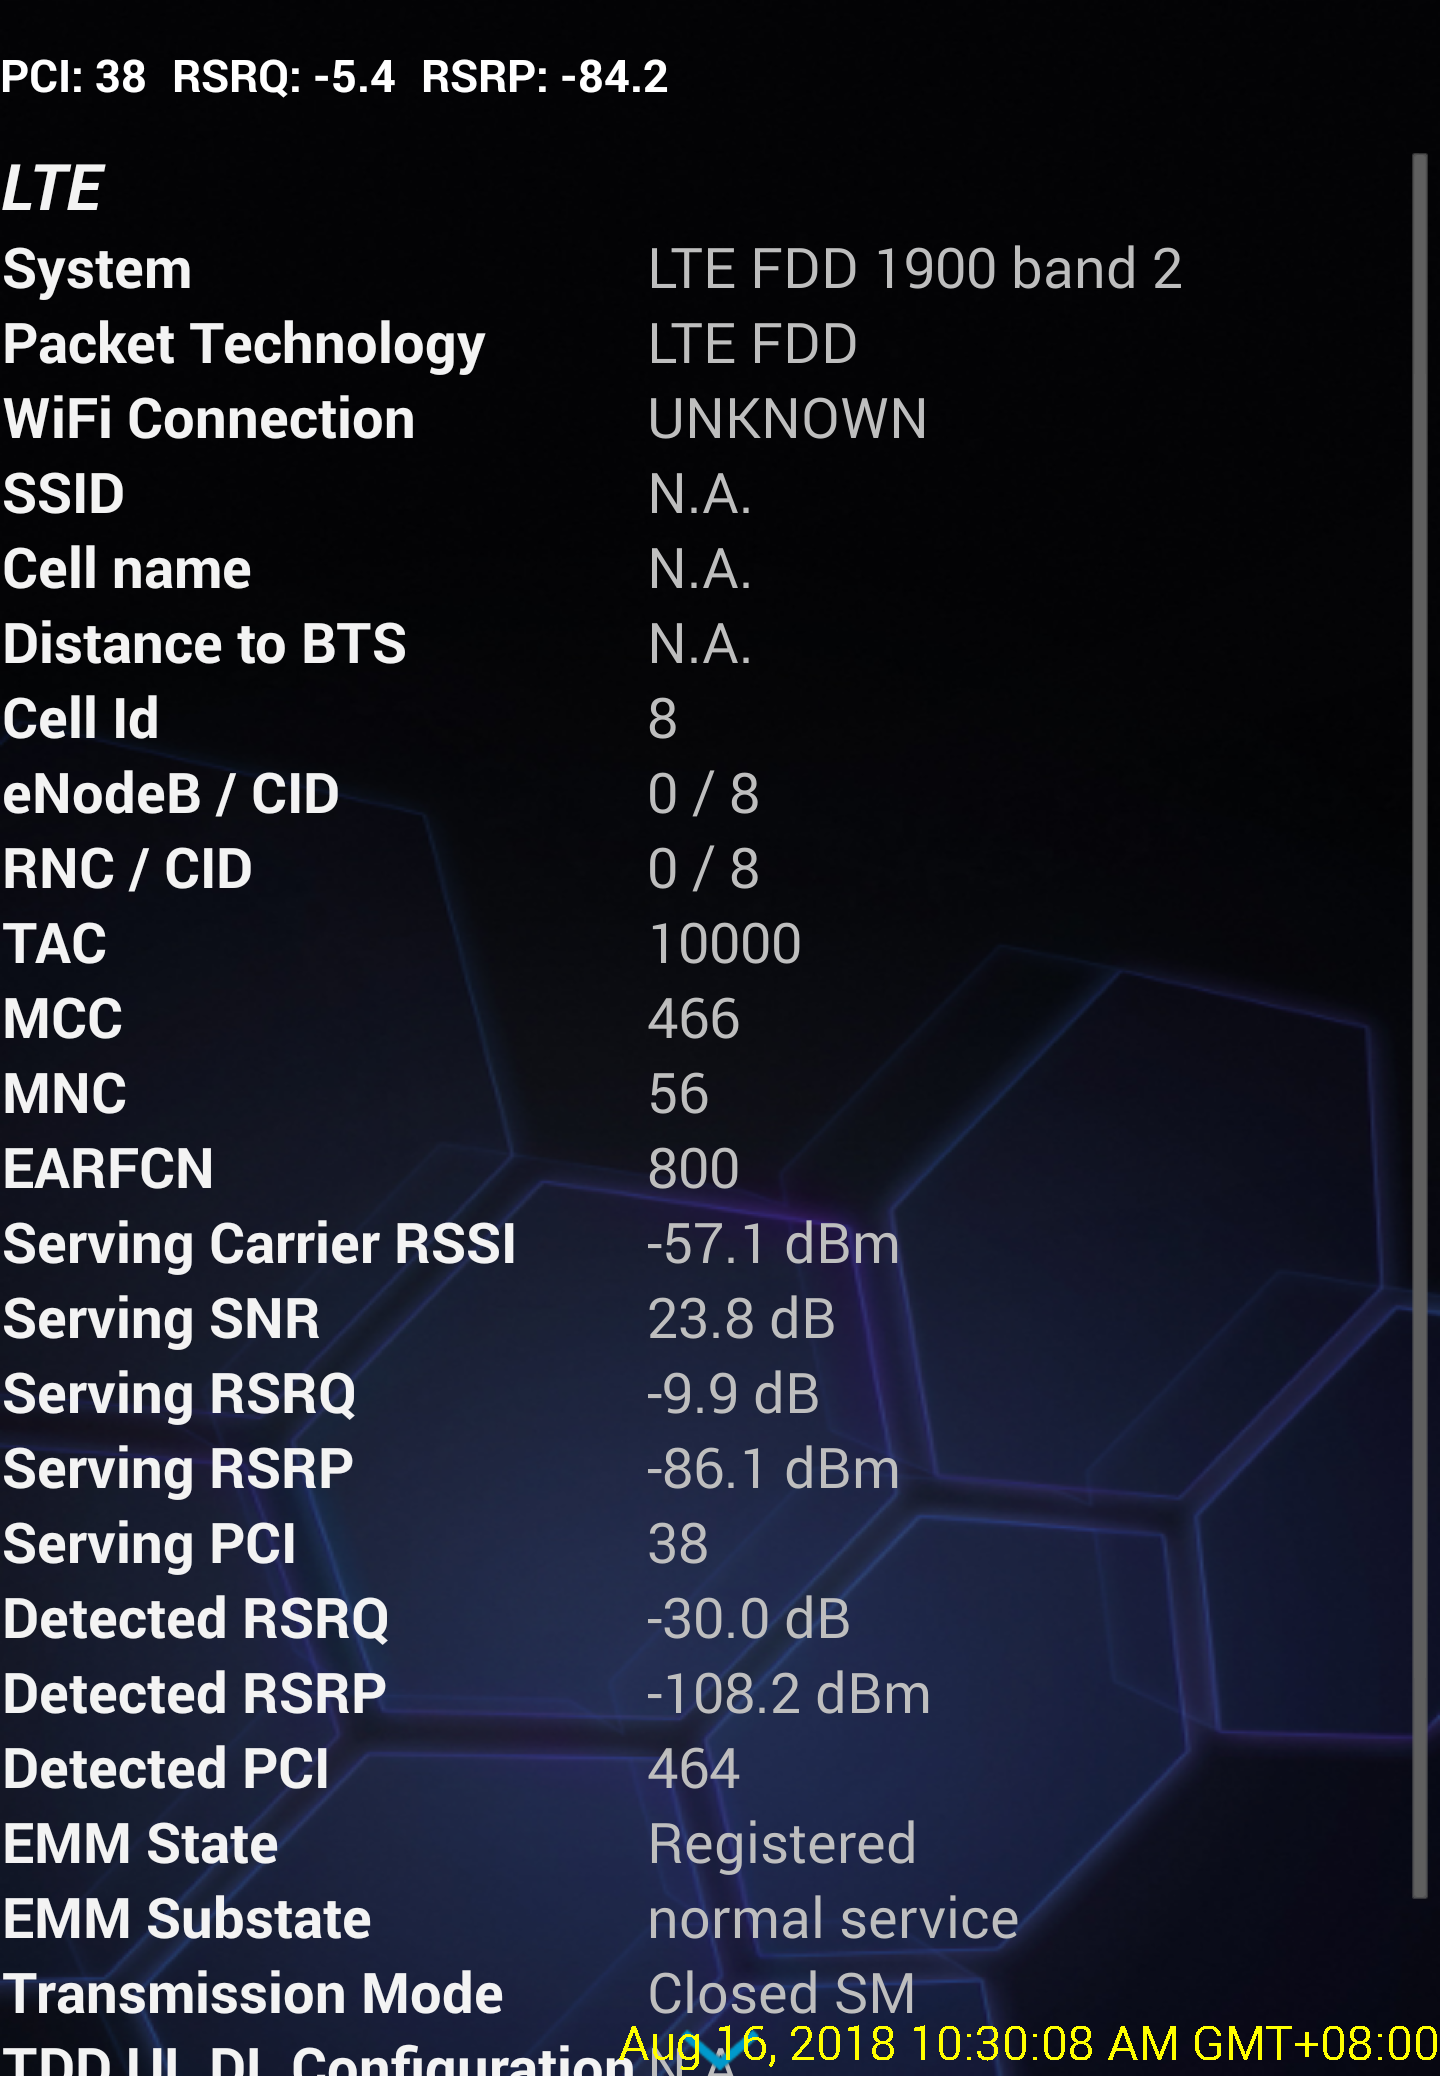 PCI: 38 RSRQ: -5.4 RSRP: -84.2
LTE
System LTE FDD 1900 band 2
Packet Technology LTE FDD
WiFi Connection UNKNOWN
SSID N.A.
Cell name N.A.
Distance to BTS N.A.
Cell Id 8
eNodeB / CID 0 / 8
RNC / CID 0 / 8
TAC 10000
MCC 466
MNC 56
EARFCN 800
Serving Carrier RSSI -57.1 dBm
Serving SNR 23.8 dB
Serving RSRQ -9.9 dB
Serving RSRP -86.1 dBm
Serving PCI 38
Detected RSRQ -30.0 dB
Detected RSRP -108.2 dBm
Detected PCI 464
EMM State Registered
EMM Substate normal service
Transmission Mode Closed SM
Aug 16, 2018 10:30:08 AM GMT+08:00
TDD UL DL Configuration